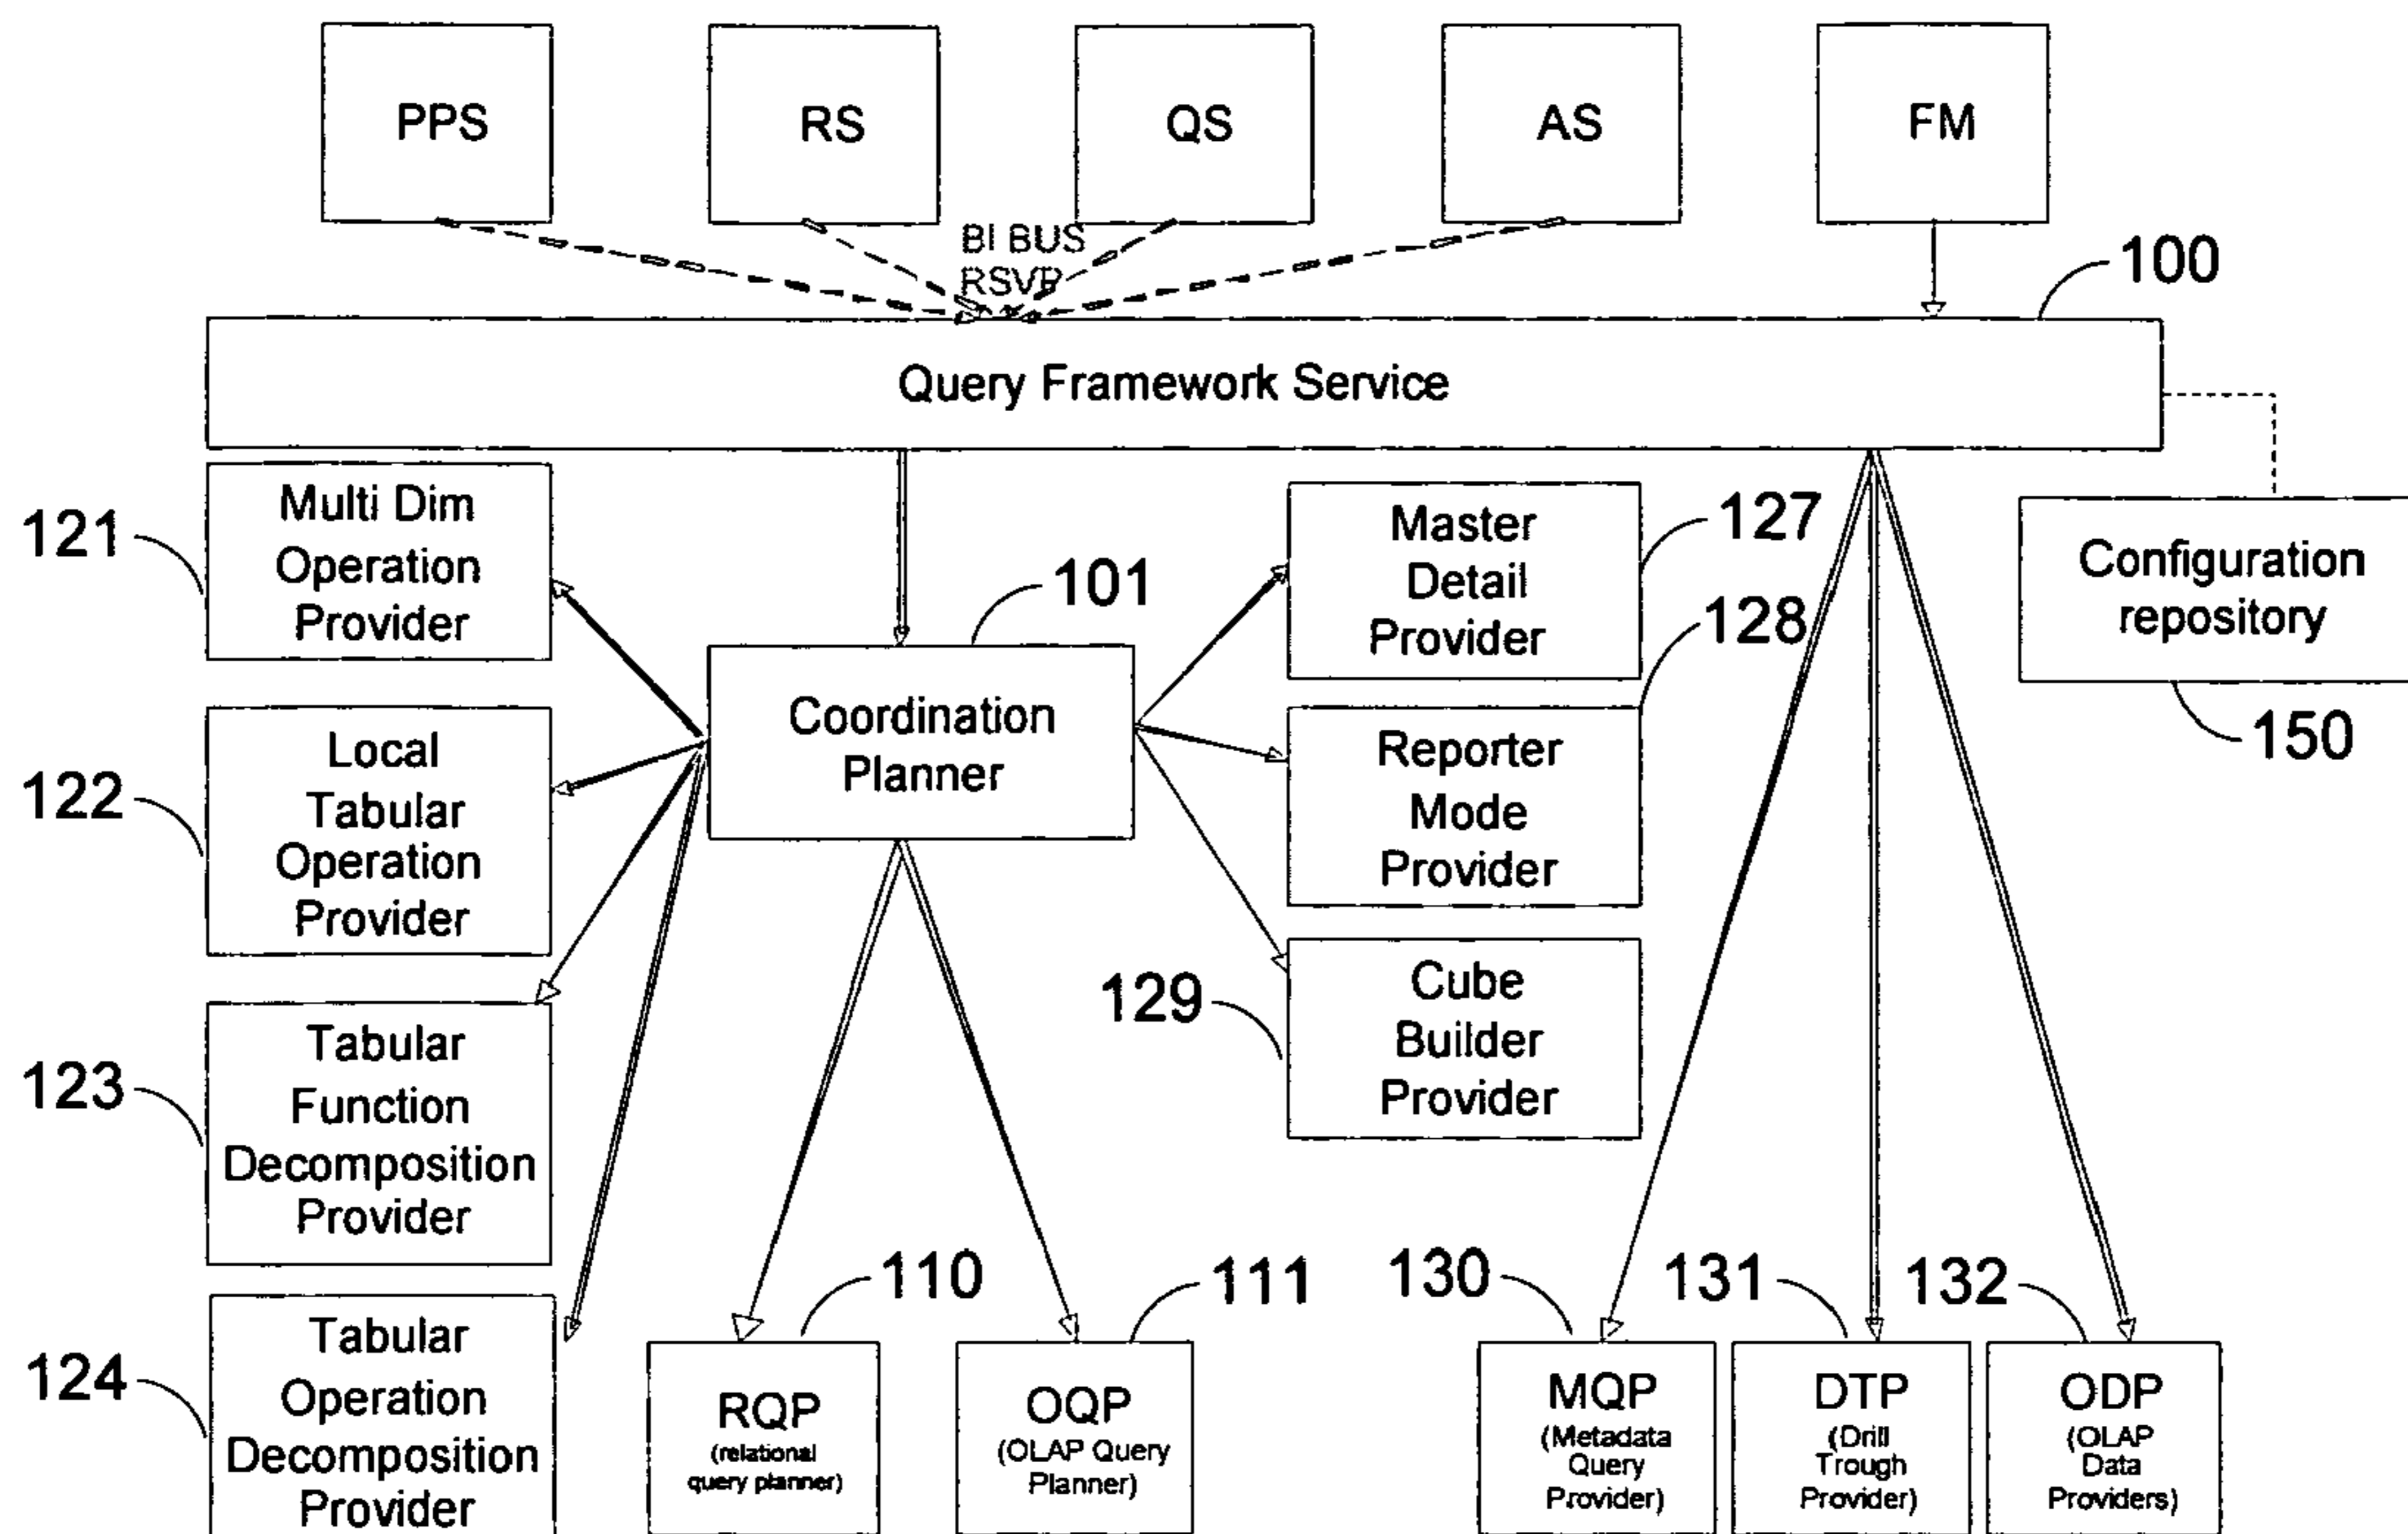 PPS
RS
QS
AS
FM
BI BUS
RSVP
100
Query Framework Service
121
Multi Dim
Operation
Provider
101
Master
Detail
Provider
127
128
Configuration
repository
150
122
Local
Tabular
Operation
Provider
Coordination
Planner
Reporter
Mode
Provider
123
Tabular
Function
Decomposition
Provider
129
Cube
Builder
Provider
124
Tabular
Operation
Decomposition
Provider
110
RQP
(relational
query planner)
111
OQP
(OLAP Query
Planner)
130
MQP
(Metadata
Query
Provider)
131
DTP
(Drill
Trough
Provider)
132
ODP
(OLAP
Data
Providers)